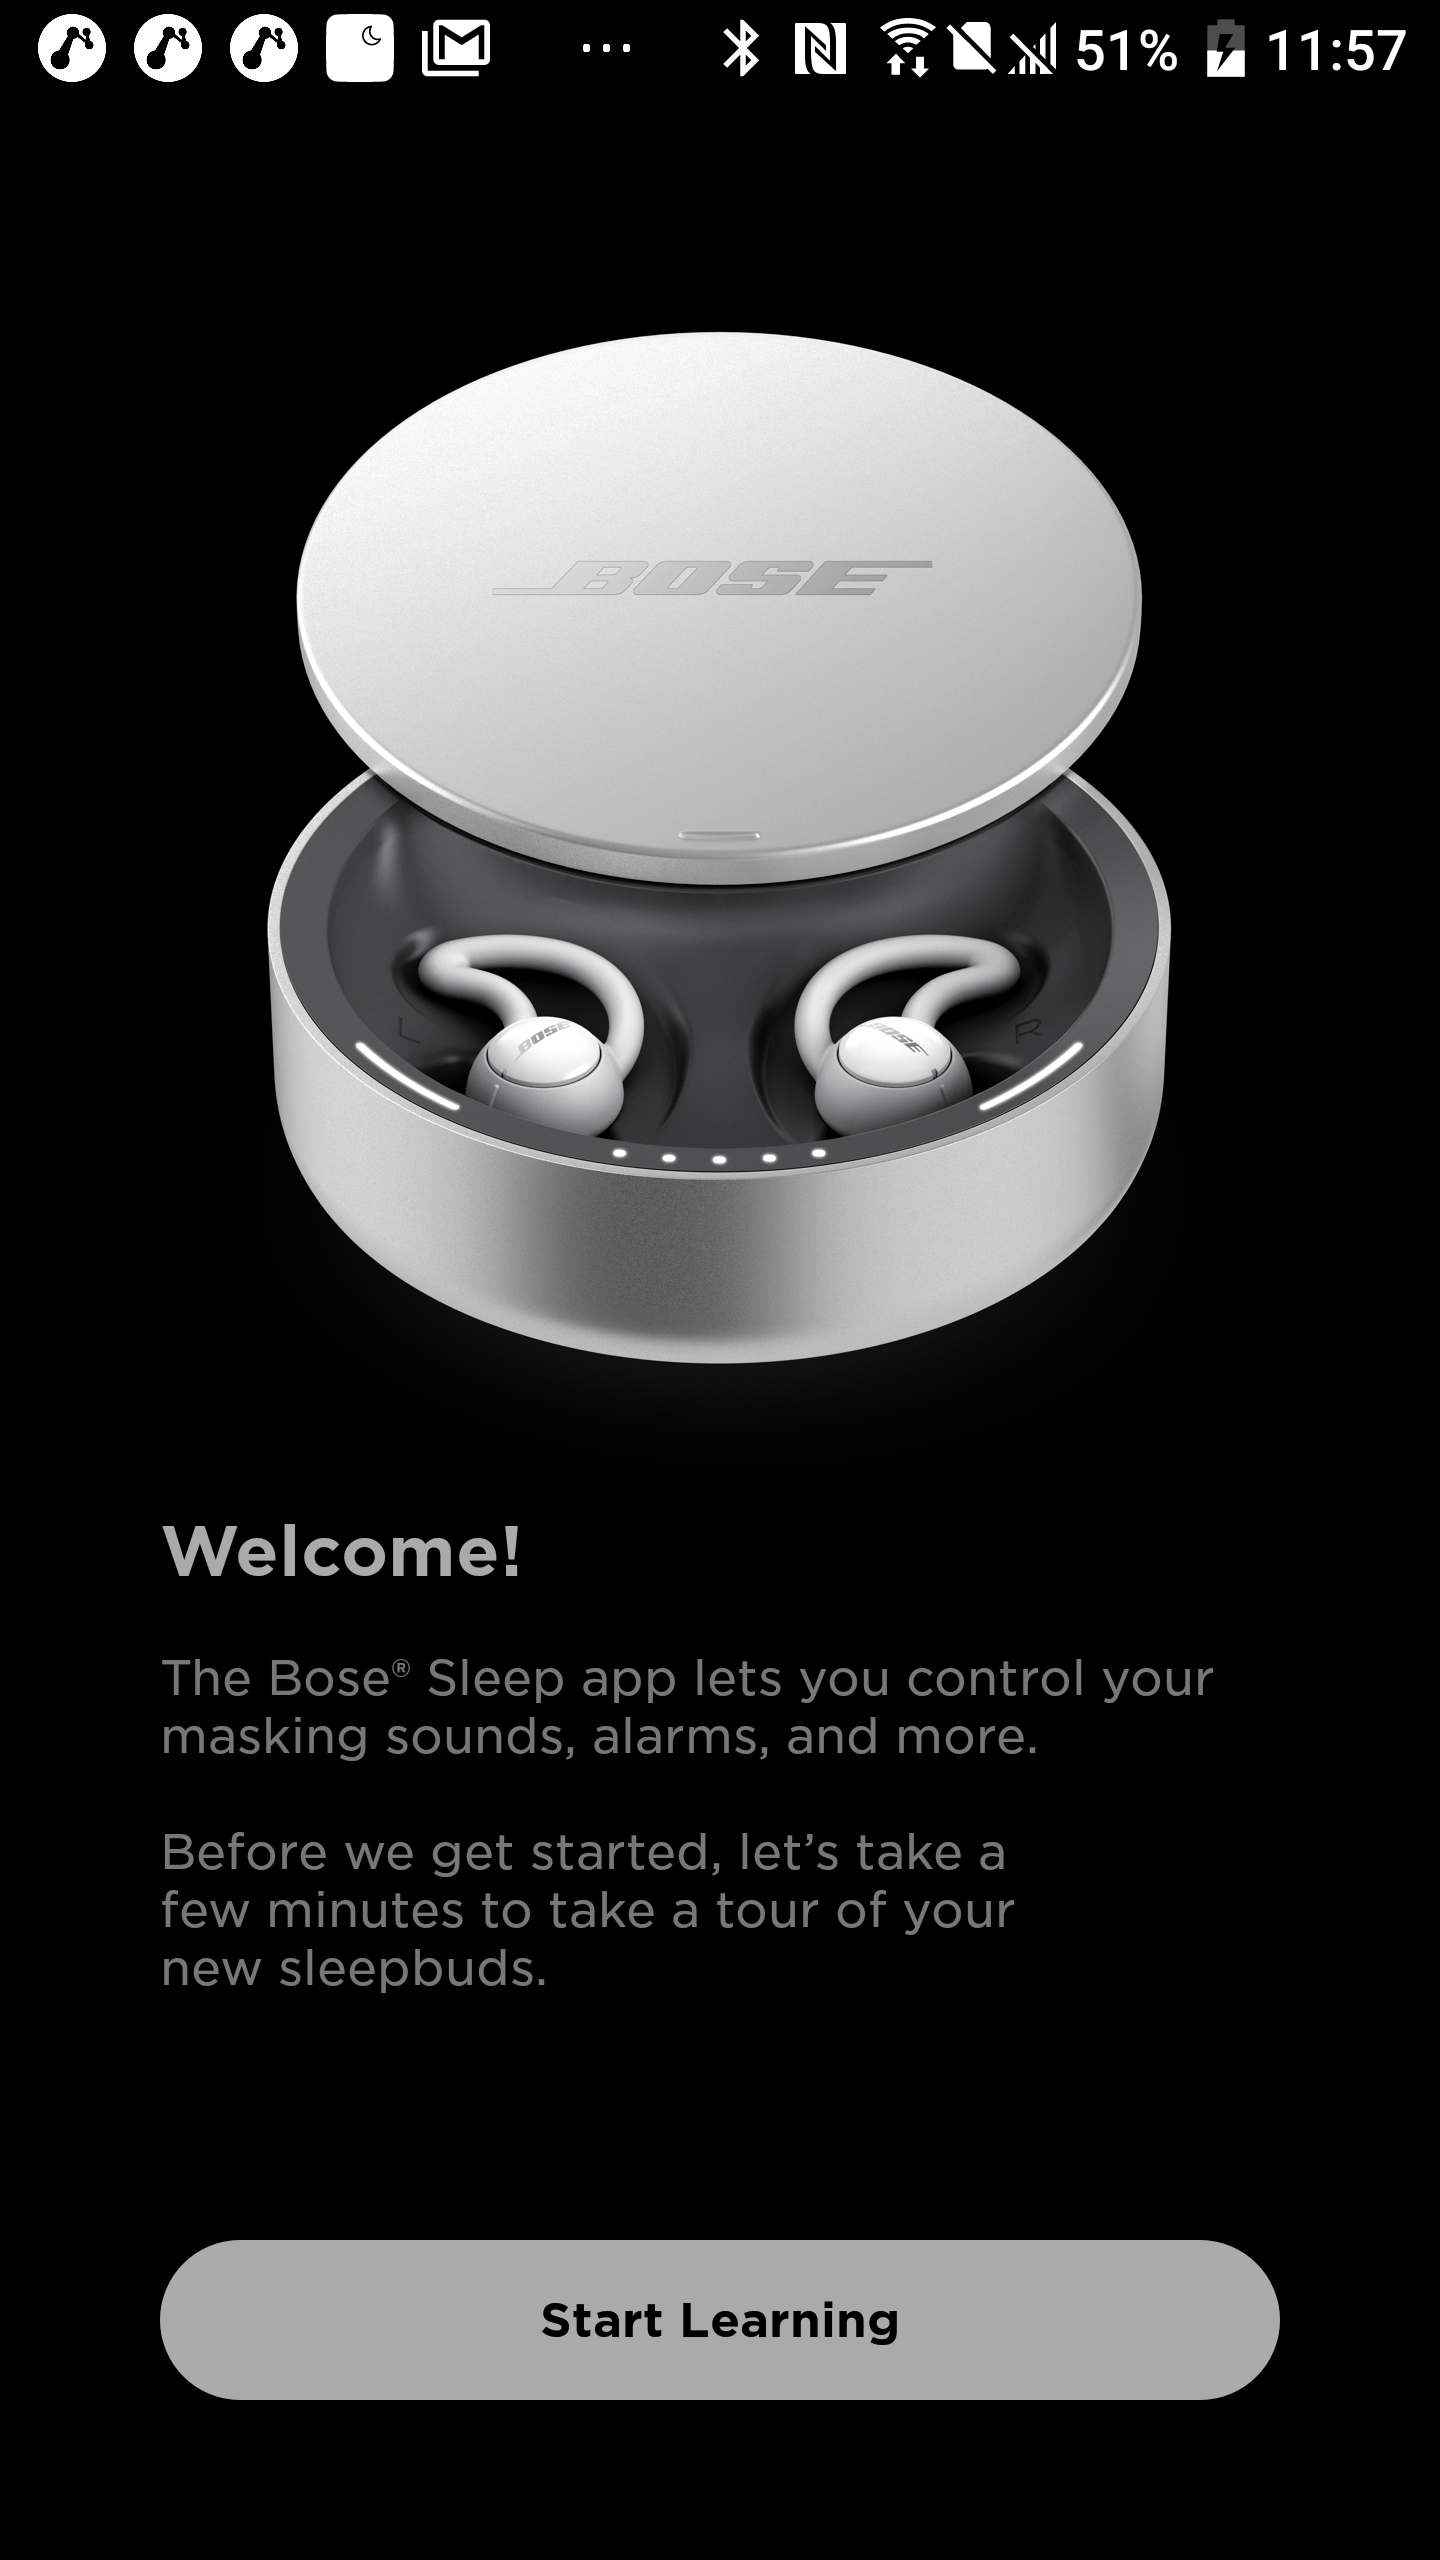 51% 11:57
BOSE
L
R
BOSE
BOSE
Welcome!
The Bose® Sleep app lets you control your
masking sounds, alarms, and more.
Before we get started, let’s take a
few minutes to take a tour of your
new sleepbuds.
Start Learning